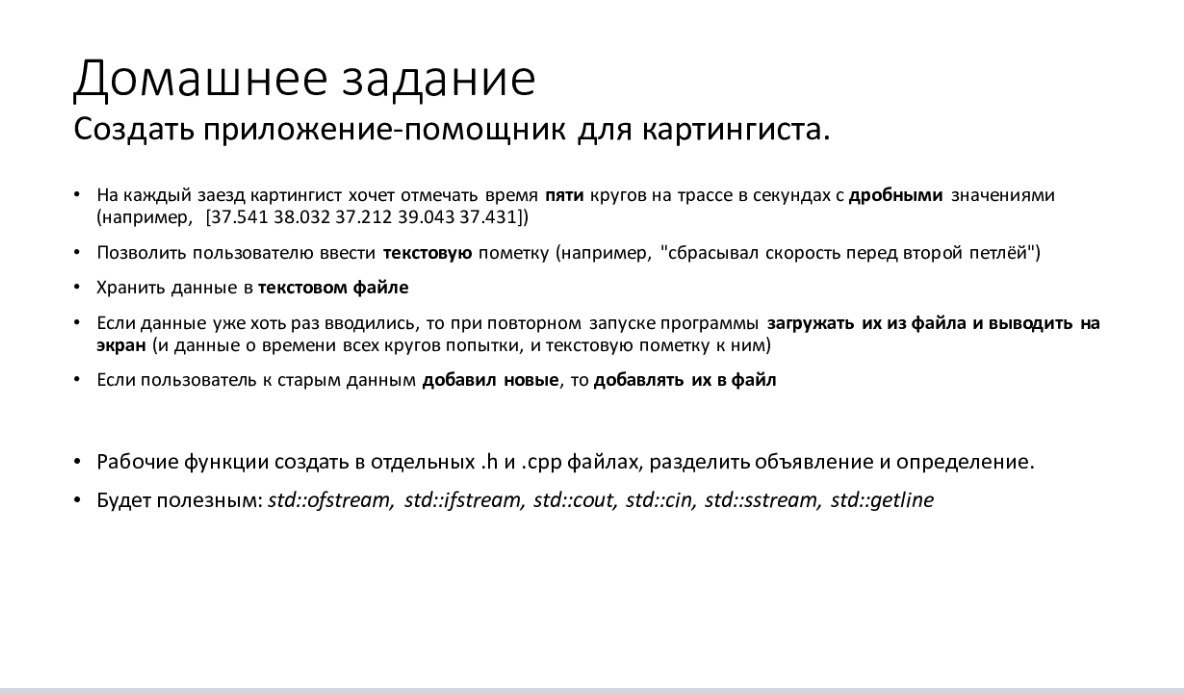 Домашнее задание
Создать приложение-помощник для картингиста.
• На каждый заезд картингист хочет отмечать время пяти кругов на трассе в секундах с дробными значениями
(например, [37.541 38.032 37.212 39.043 37.431])
• Позволить пользователю ввести текстовую пометку (например, "сбрасывал скорость перед второй петлёй")
• Хранить данные в текстовом файле
• Если данные уже хоть раз вводились, то при повторном запуске программы загружать их из файла и выводить на
экран (и данные о времени всех кругов попытки, и текстовую пометку к ним)
• Если пользователь к старым данным добавил новые, то добавлять их в файл
• Рабочие функции создать в отдельных .h и .cpp файлах, разделить объявление и определение.
• Будет полезным: std::ofstream, std::ifstream, std::cout, std::cin, std::sstream, std::getline